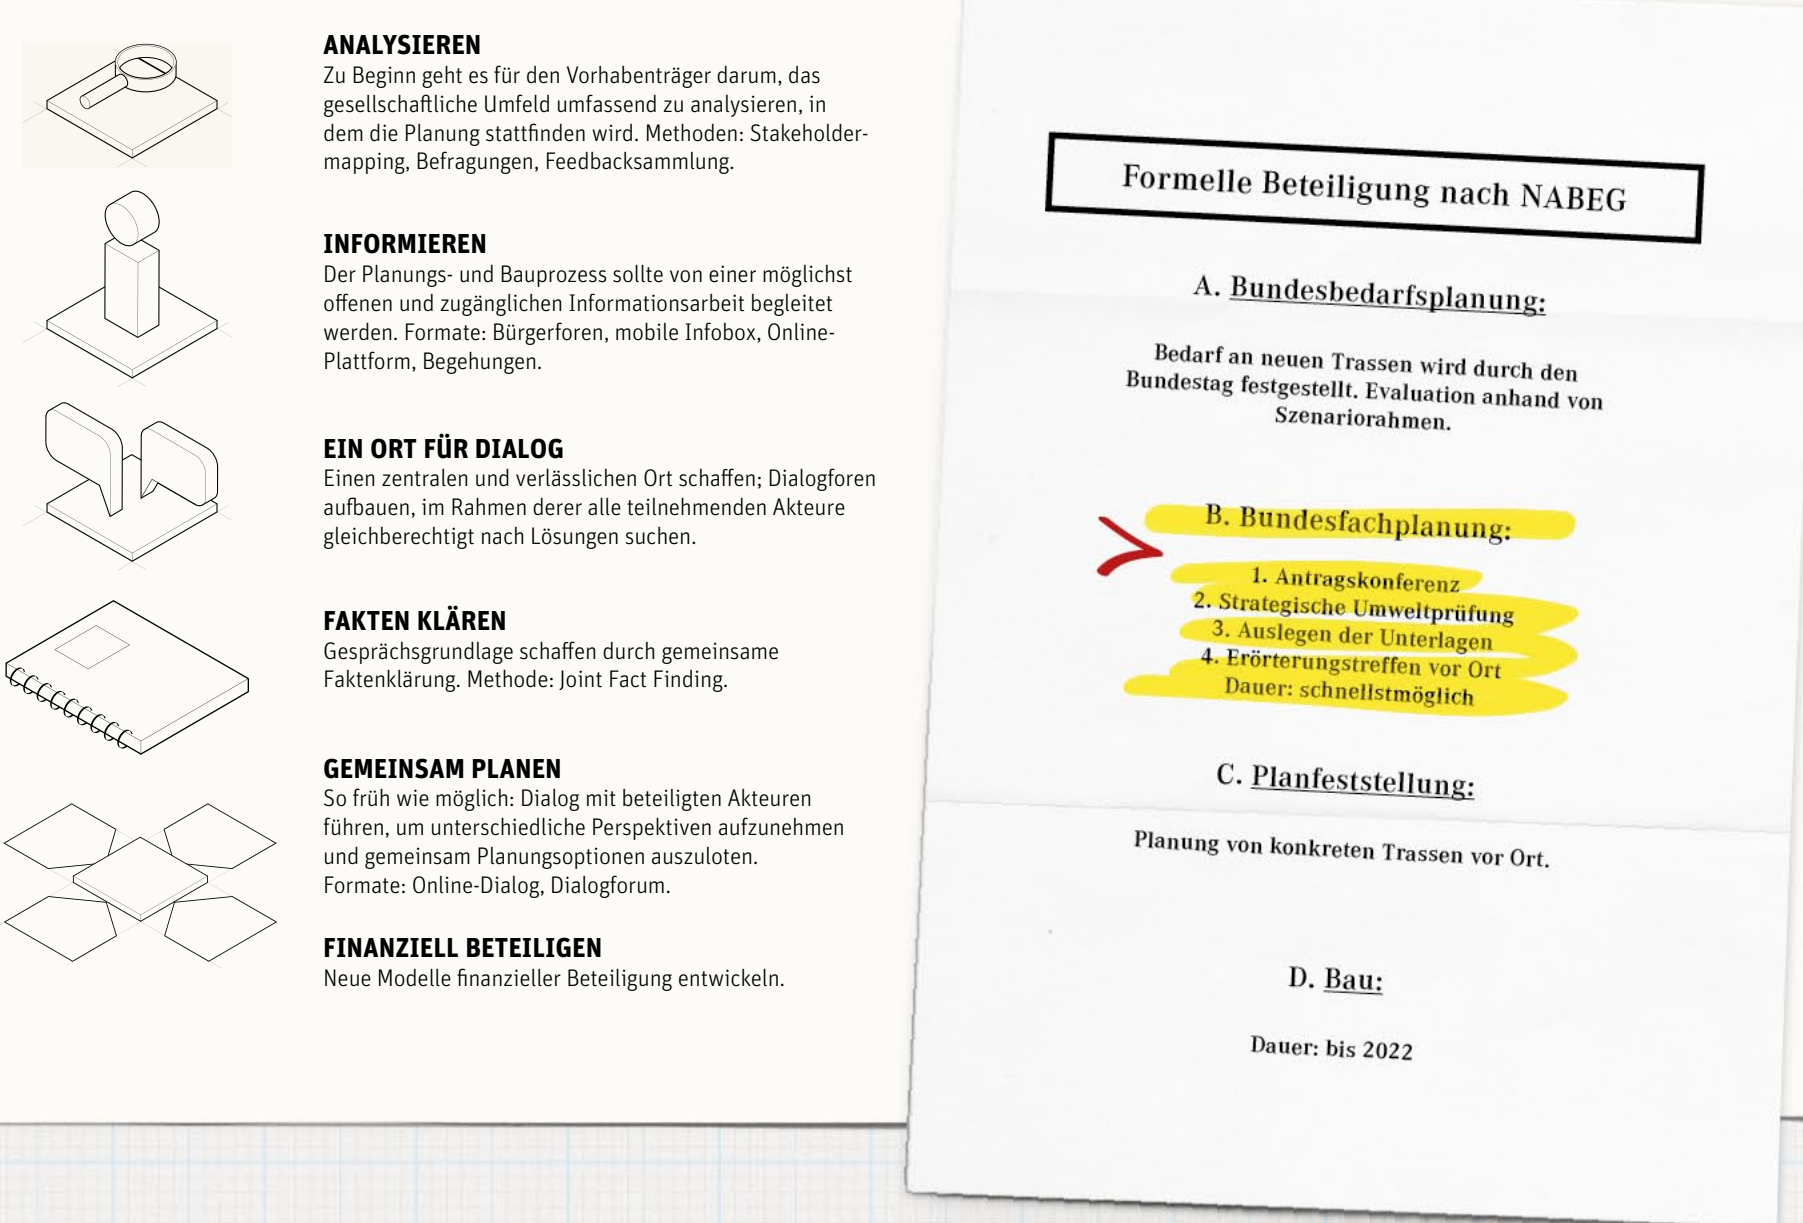 ANALYSIEREN
Zu Beginn geht es für den Vorhabenträger darum, das
gesellschaftliche Umfeld umfassend zu analysieren, in
dem die Planung stattfinden wird. Methoden: Stakeholder-
mapping, Befragungen, Feedbacksammlung.
INFORMIEREN
Der Planungs- und Bauprozess sollte von einer möglichst
offenen und zugänglichen Informationsarbeit begleitet
werden. Formate: Bürgerforen, mobile Infobox, Online-
Plattform, Begehungen.
EIN ORT FÜR DIALOG
Einen zentralen und verlässlichen Ort schaffen; Dialogforen
aufbauen, im Rahmen derer alle teilnehmenden Akteure
gleichberechtigt nach Lösungen suchen.
FAKTEN KLÄREN
Gesprächsgrundlage schaffen durch gemeinsame
Faktenklärung. Methode: Joint Fact Finding.
GEMEINSAM PLANEN
So früh wie möglich: Dialog mit beteiligten Akteuren
führen, um unterschiedliche Perspektiven aufzunehmen
und gemeinsam Planungsoptionen auszuloten.
Formate: Online-Dialog, Dialogforum.
FINANZIELL BETEILIGEN
Neue Modelle finanzieller Beteiligung entwickeln.
Formelle Beteiligung nach NABEG
A. Bundesbedarfsplanung:
Bedarf an neuen Trassen wird durch den
Bundestag festgestellt. Evaluation anhand von
Szenariorahmen.
B. Bundesfachplanung:
1. Antragskonferenz
2. Strategische Umweltprüfung
3. Auslegen der Unterlagen
4. Erörterungstreffen vor Ort
Dauer: schnellstmöglich
C. Planfeststellung:
Planung von konkreten Trassen vor Ort.
D. Bau:
Dauer: bis 2022